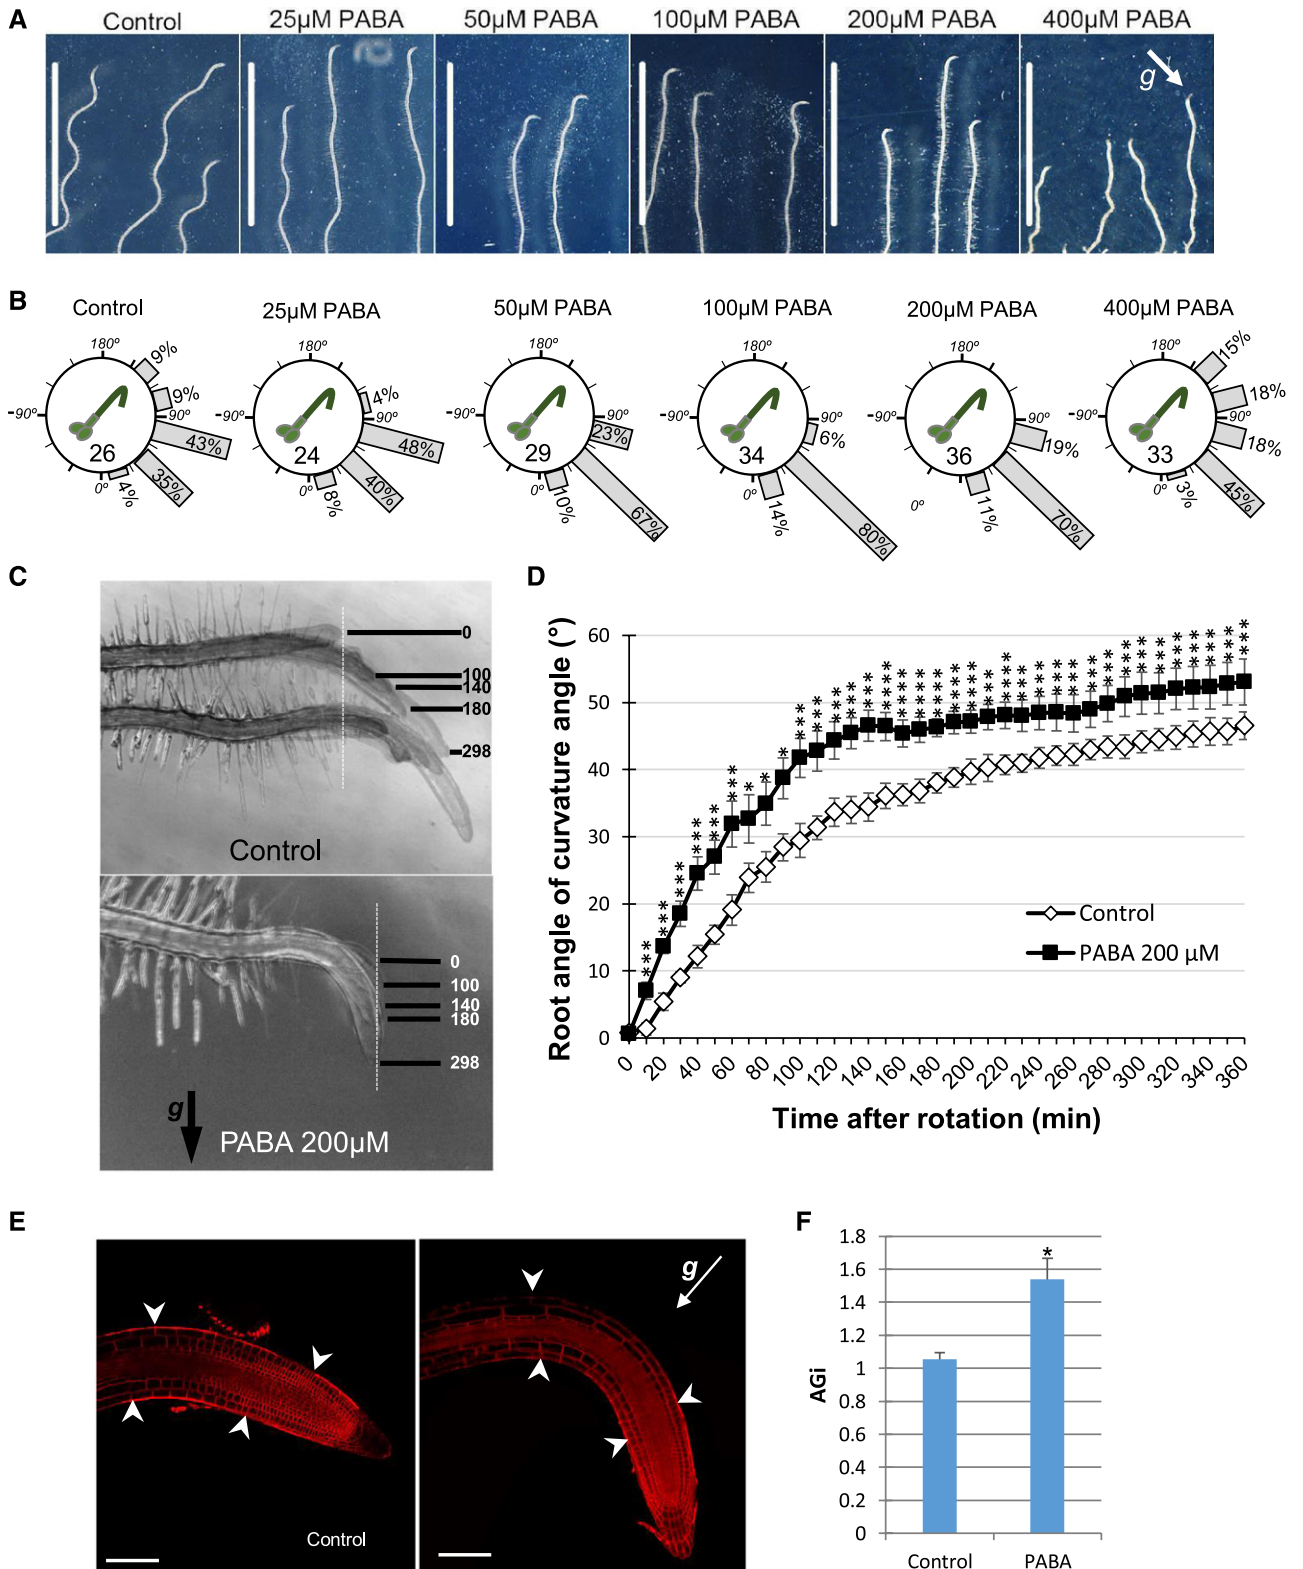 A
Control
25µM PABA
50µM PABA
100µM PABA
200µM PABA
400µM PABA
g
B
Control
25µM PABA
50µM PABA
100µM PABA
200µM PABA
400µM PABA
180º
9%
9%
-90º
90º
43%
26
35%
0º
4%
180º
4%
-90º
90º
48%
24
40%
0º
8%
180º
-90º
90º
23%
29
67%
0º
10%
180º
-90º
90º
6%
34
80%
0º
14%
180º
-90º
90º
19%
36
70%
0º
11%
180º
15%
18%
-90º
90º
18%
33
45%
0º
3%
C
0
100
140
180
298
Control
0
100
140
180
298
g
PABA 200µM
D
Root angle of curvature angle (°)
60
50
40
30
20
10
0
Control
PABA 200 µM
0
20
40
60
80
100
120
140
160
180
200
220
240
260
280
300
320
340
360
Time after rotation (min)
E
g
Control
F
AGi
1.8
1.6
1.4
1.2
1
0.8
0.6
0.4
0.2
0
*
Control
PABA